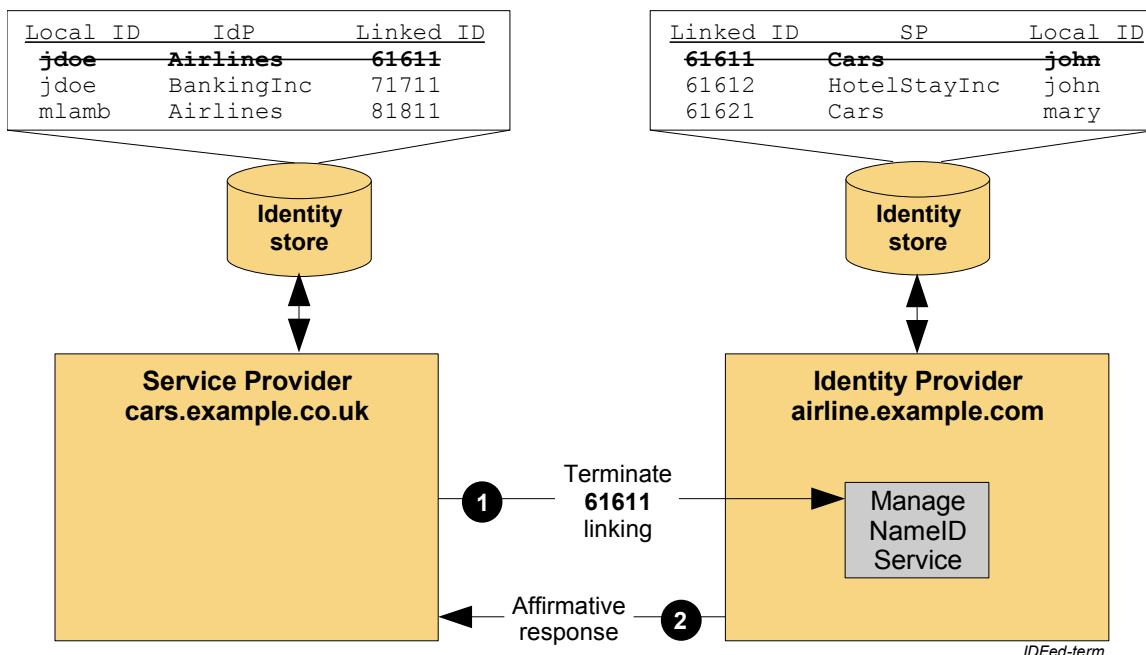 Local ID IdP Linked ID
jdoe Airlines 61611
jdoe BankingInc 71711
mlamb Airlines 81811
Linked ID SP Local ID
61611 Cars john
61612 HotelStayInc john
61621 Cars mary
Identity
store
Identity
store
Service Provider
cars.example.co.uk
Identity Provider
airline.example.com
1
Terminate
61611
linking
Manage
NameID
Service
Affirmative
response
2
IDFed-term